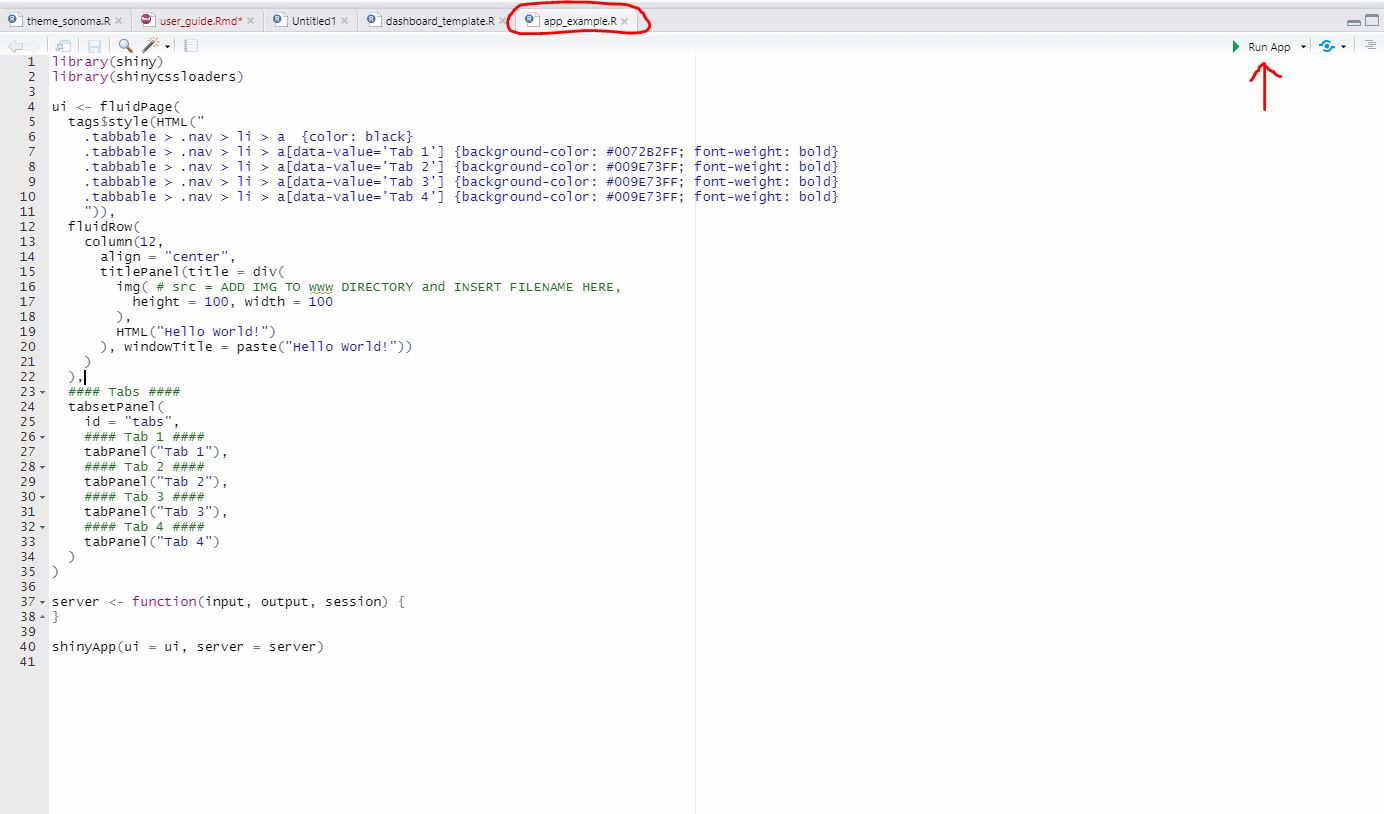 theme_sonoma.R user_guide.Rmd* Untitled1 dashboard_template.R app_example.R
Run App
1 library(shiny)
2 library(shinycssloaders)
3
4 ui <- fluidPage(
5   tags$style(HTML("
6     .tabbable > .nav > li > a  {color: black}
7     .tabbable > .nav > li > a[data-value='Tab 1'] {background-color: #0072B2FF; font-weight: bold}
8     .tabbable > .nav > li > a[data-value='Tab 2'] {background-color: #009E73FF; font-weight: bold}
9     .tabbable > .nav > li > a[data-value='Tab 3'] {background-color: #009E73FF; font-weight: bold}
10     .tabbable > .nav > li > a[data-value='Tab 4'] {background-color: #009E73FF; font-weight: bold}
11     ")),
12   fluidRow(
13     column(12,
14       align = "center",
15       titlePanel(title = div(
16         img( # src = ADD IMG TO www DIRECTORY and INSERT FILENAME HERE,
17           height = 100, width = 100
18         ),
19         HTML("Hello World!")
20       ), windowTitle = paste("Hello World!"))
21     )
22   ),
23   #### Tabs ####
24   tabsetPanel(
25     id = "tabs",
26     #### Tab 1 ####
27     tabPanel("Tab 1"),
28     #### Tab 2 ####
29     tabPanel("Tab 2"),
30     #### Tab 3 ####
31     tabPanel("Tab 3"),
32     #### Tab 4 ####
33     tabPanel("Tab 4")
34   )
35 )
36
37 server <- function(input, output, session) {
38 }
39
40 shinyApp(ui = ui, server = server)
41